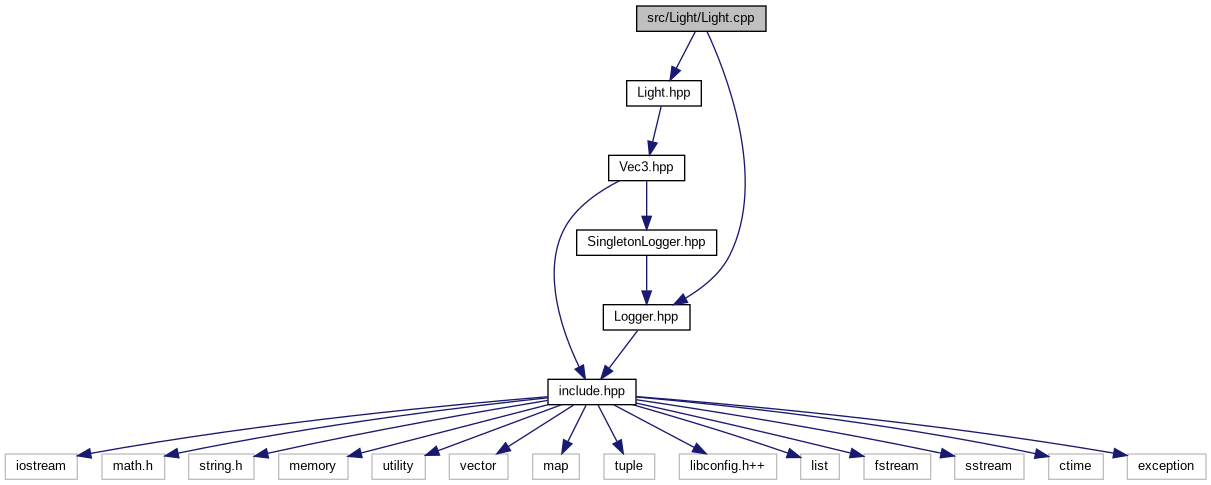 src/Light/Light.cpp
Light.hpp
Vec3.hpp
SingletonLogger.hpp
Logger.hpp
include.hpp
iostream
math.h
string.h
memory
utility
vector
map
tuple
libconfig.h++
list
fstream
sstream
ctime
exception